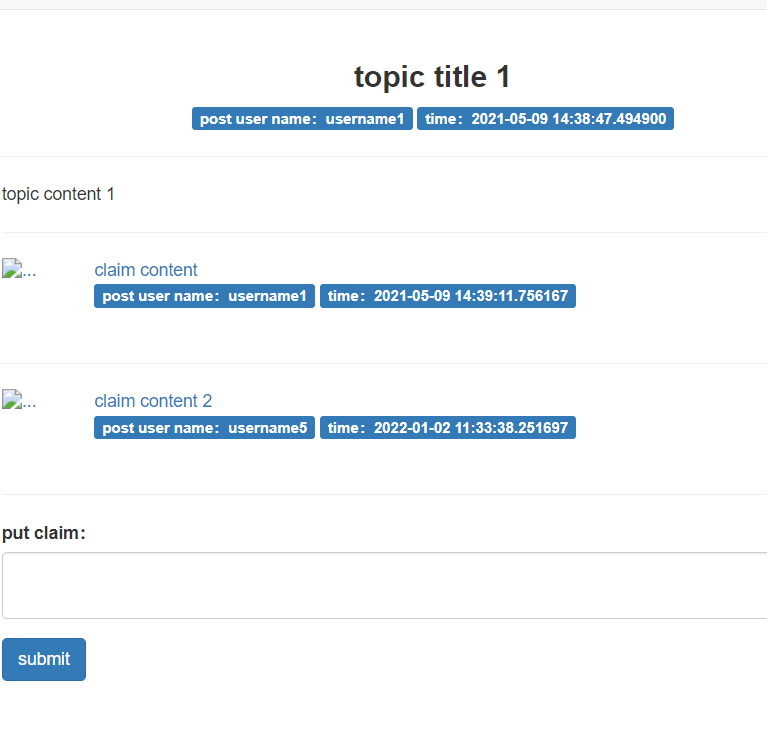 topic title 1
post user name：username1 time：2021-05-09 14:38:47.494900
topic content 1
... claim content
post user name：username1 time：2021-05-09 14:39:11.756167
... claim content 2
post user name：username5 time：2022-01-02 11:33:38.251697
put claim：
submit